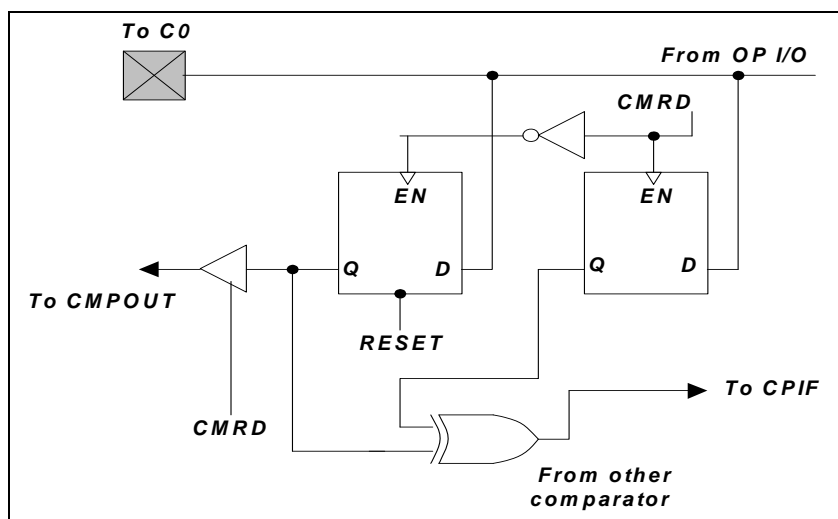 To C0
From OP I/O
CMRD
EN
EN
Q
D
Q
D
To CMPOUT
RESET
CMRD
To CPIF
From other
comparator